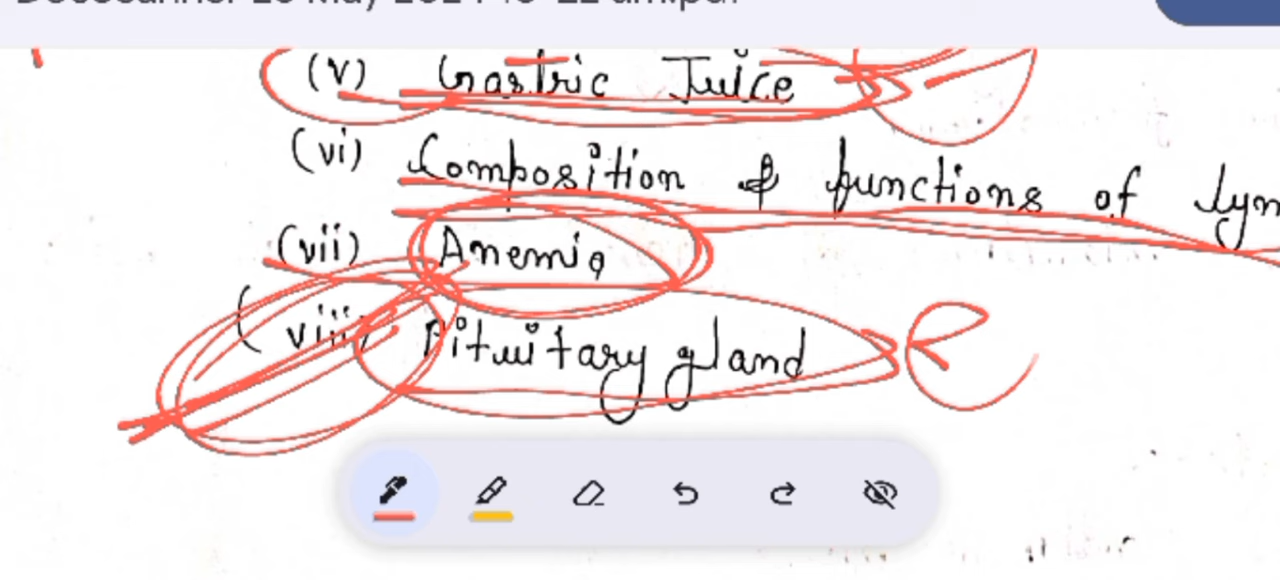 (v) Gastric Juice
(vi) Composition & functions of
(vii) Anemia
(viii) Pituitary gland